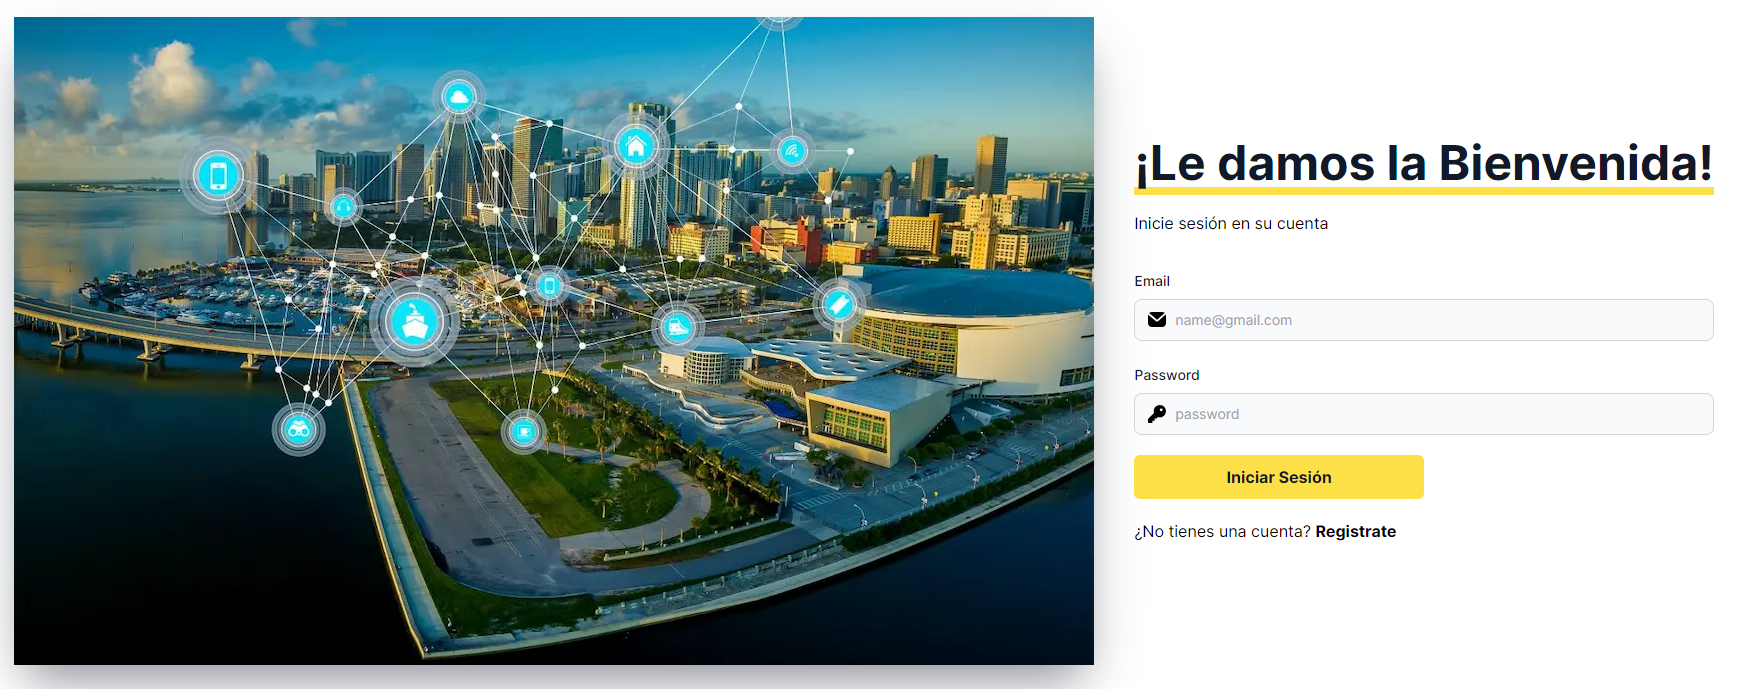 ¡Le damos la Bienvenida!
Inicie sesión en su cuenta
Email
name@gmail.com
Password
password
Iniciar Sesión
¿No tienes una cuenta? Registrate